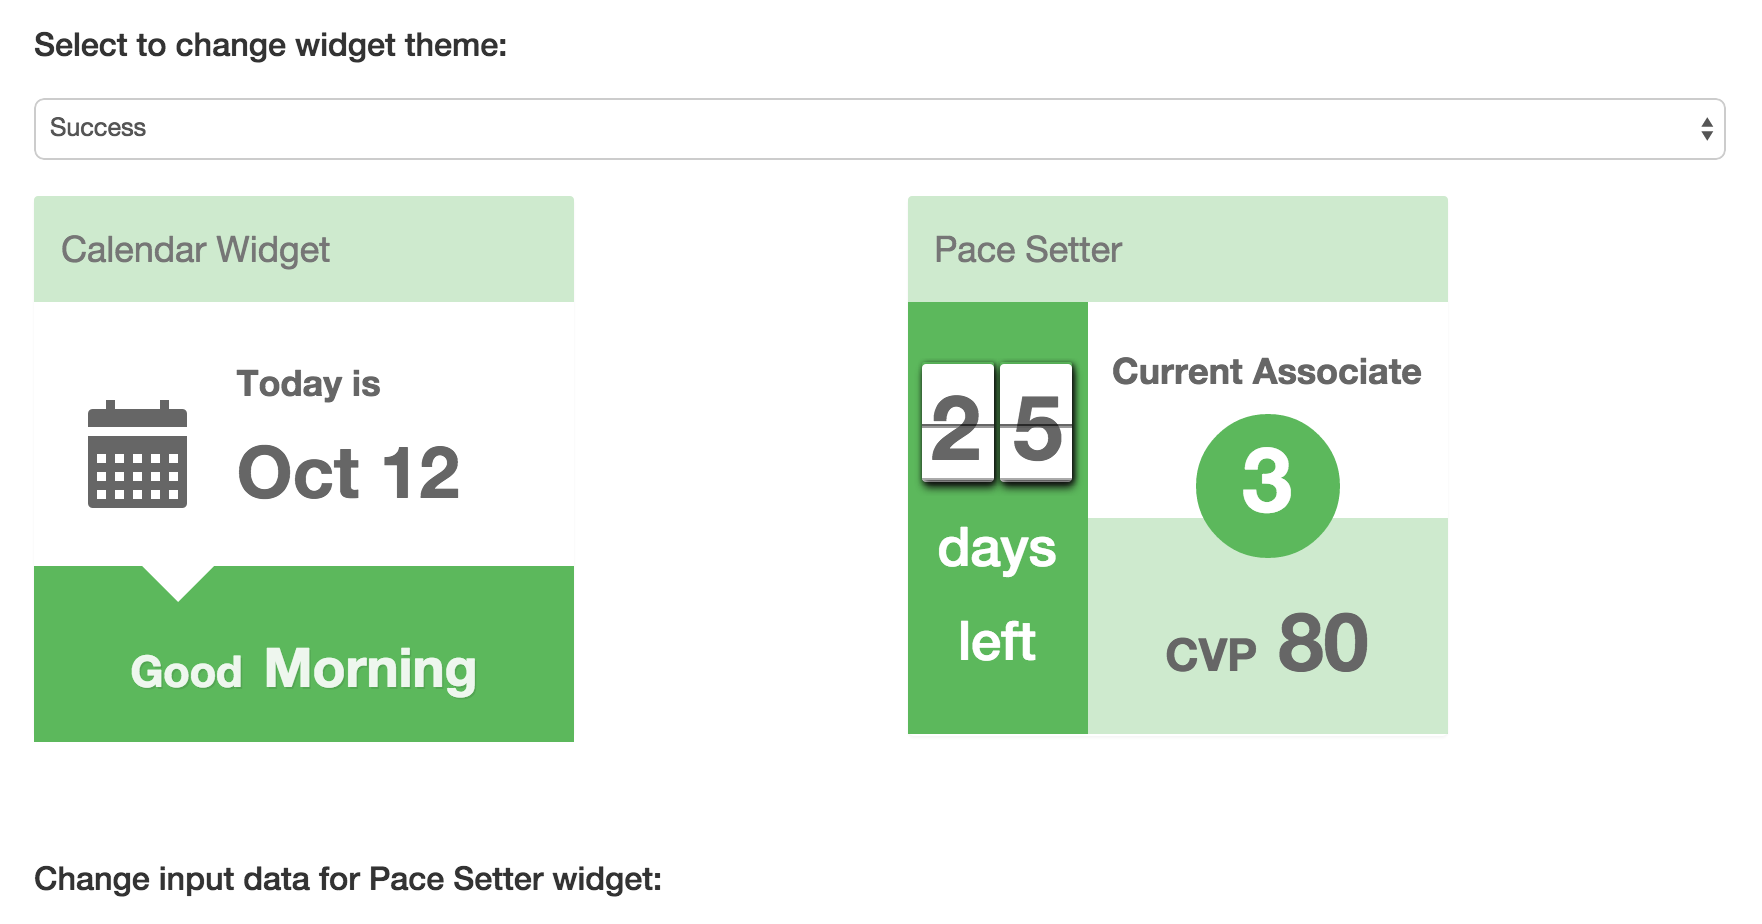 Select to change widget theme:
Success
Calendar Widget
Today is
Oct 12
Good Morning
Pace Setter
25
days
left
Current Associate
3
CVP 80
Change input data for Pace Setter widget: